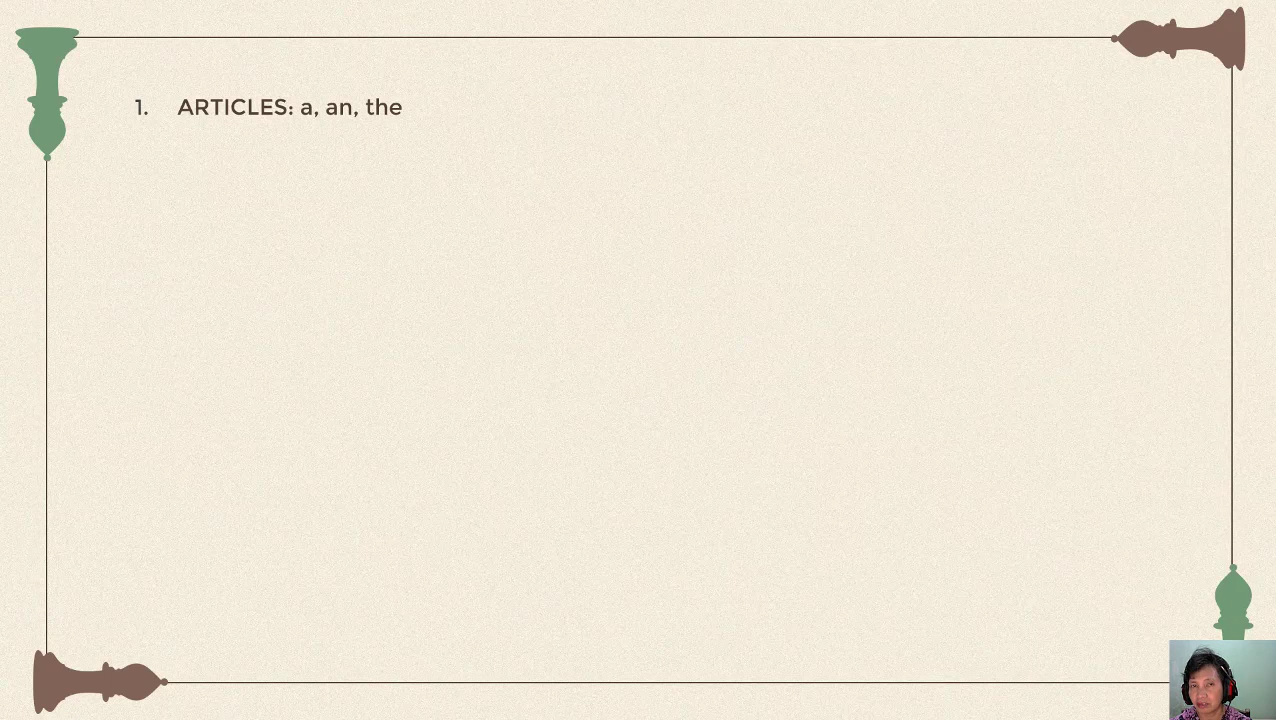 1. ARTICLES: a, an, the